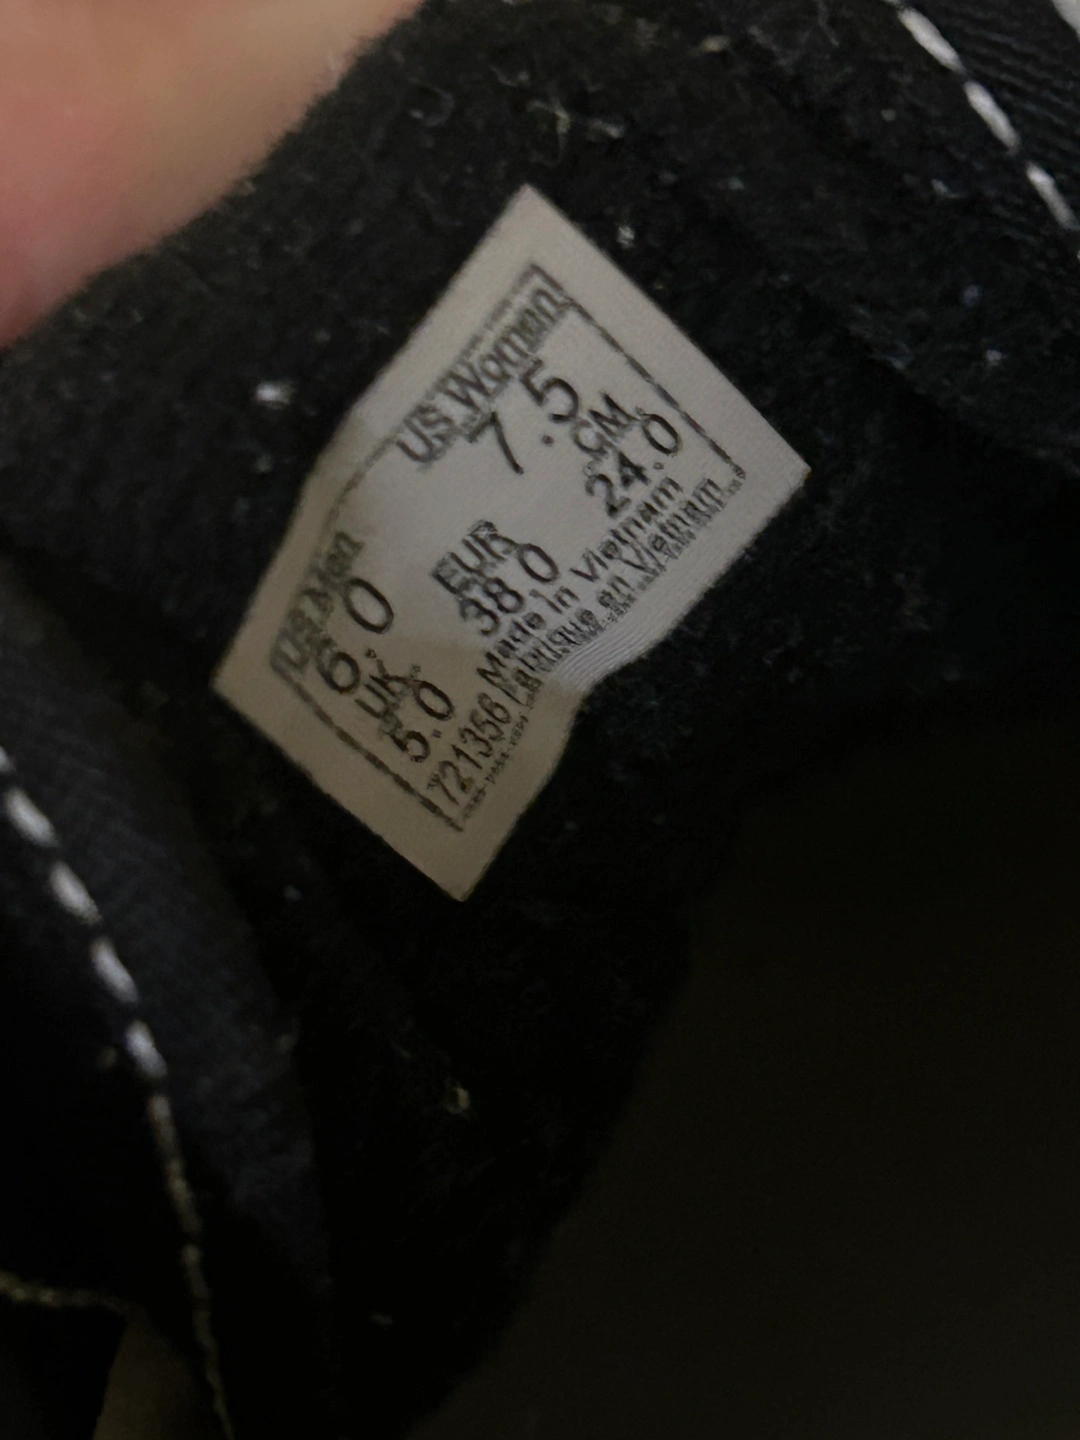 US Men US Women
6.0 7.5
UK EUR CM
5.0 38.0 24.0
721356 Made in Vietnam
Fabriqué en Vietnam